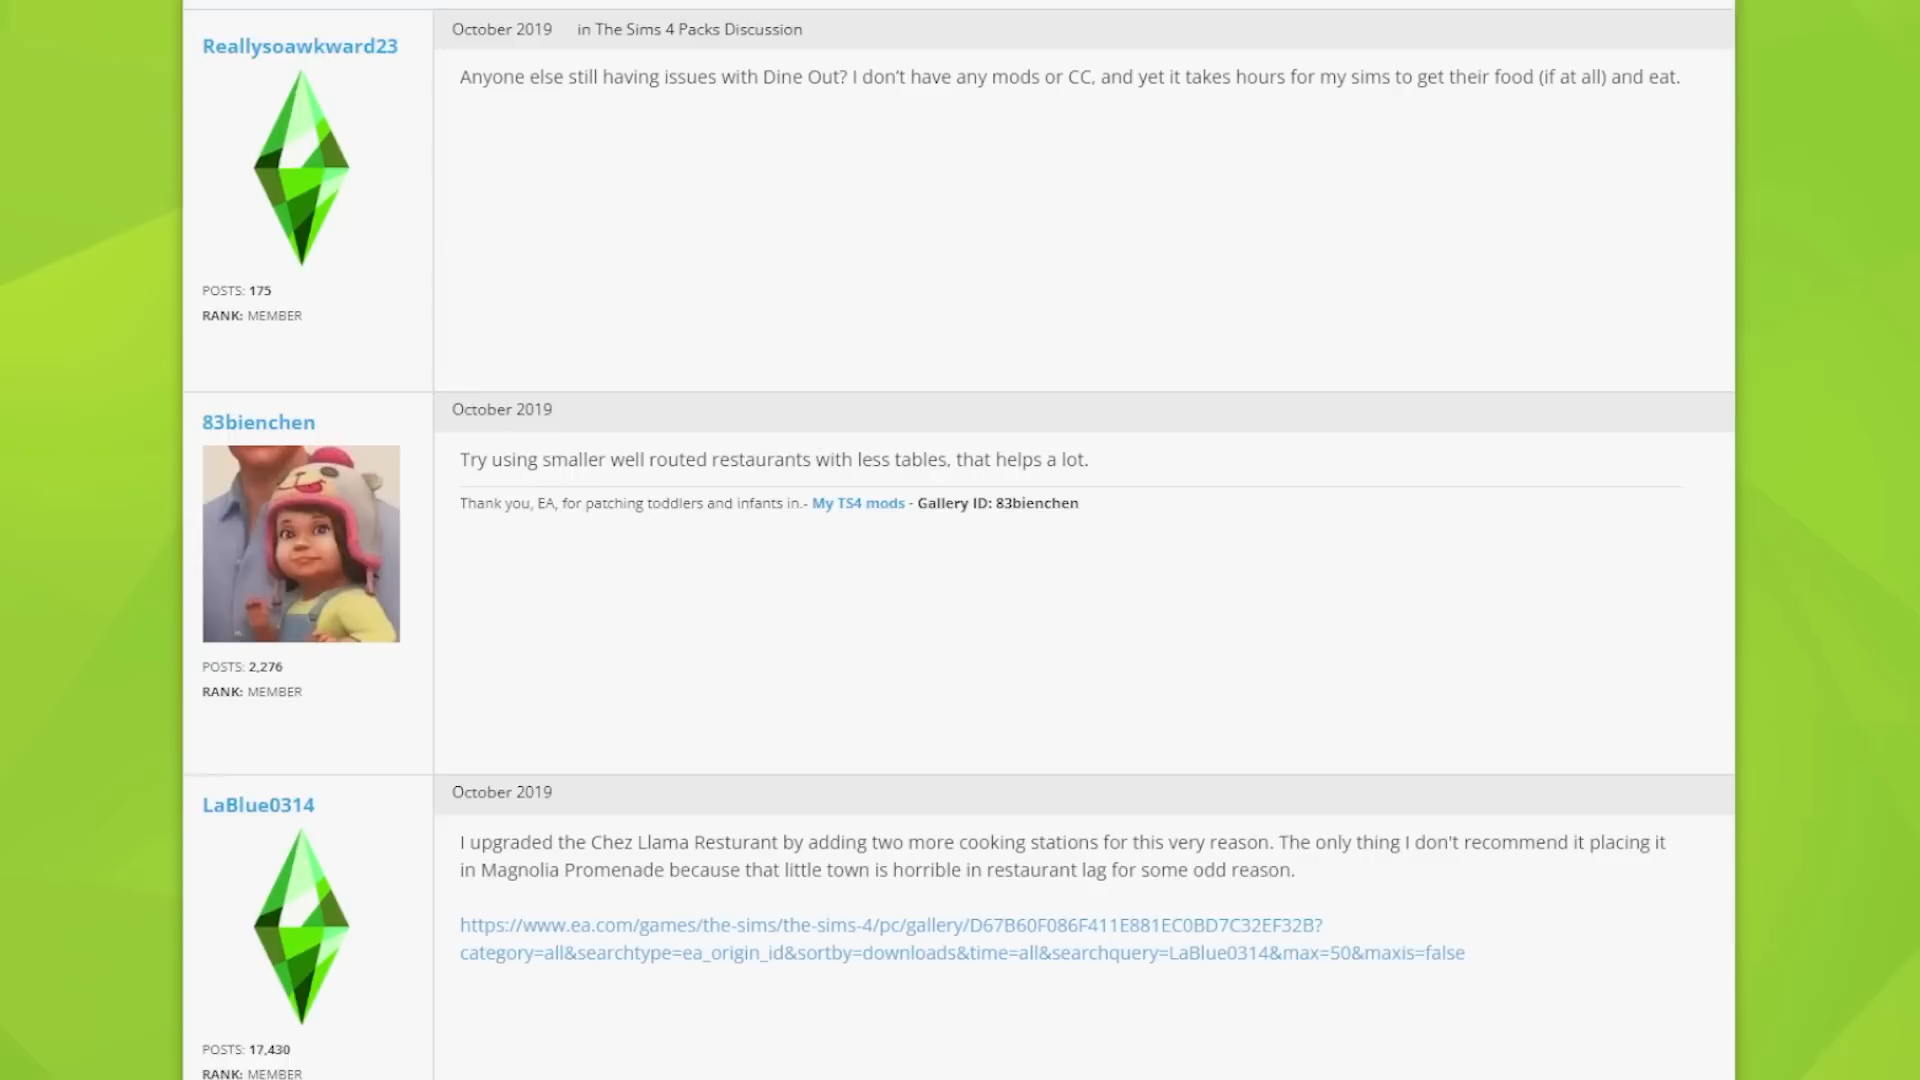 Reallysoawkward23
October 2019 in The Sims 4 Packs Discussion
Anyone else still having issues with Dine Out? I don’t have any mods or CC, and yet it takes hours for my sims to get their food (if at all) and eat.
POSTS: 175
RANK: MEMBER
83bienchen
October 2019
Try using smaller well routed restaurants with less tables, that helps a lot.
Thank you, EA, for patching toddlers and infants in.- My TS4 mods - Gallery ID: 83bienchen
POSTS: 2,276
RANK: MEMBER
LaBlue0314
October 2019
I upgraded the Chez Llama Resturant by adding two more cooking stations for this very reason. The only thing I don't recommend it placing it
in Magnolia Promenade because that little town is horrible in restaurant lag for some odd reason.
https://www.ea.com/games/the-sims/the-sims-4/pc/gallery/D67B60F086F411E881EC0BD7C32EF32B?
category=all&searchtype=ea_origin_id&sortby=downloads&time=all&searchquery=LaBlue0314&max=50&maxis=false
POSTS: 17,430
RANK: MEMBER